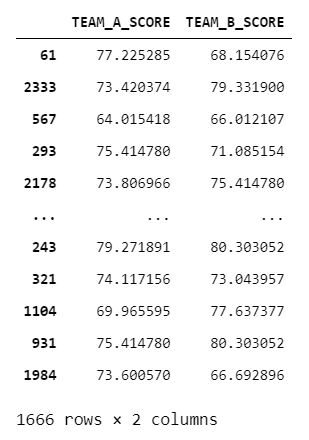 TEAM_A_SCORE TEAM_B_SCORE
61 77.225285 68.154076
2333 73.420374 79.331900
567 64.015418 66.012107
293 75.414780 71.085154
2178 73.806966 75.414780
... ... ...
243 79.271891 80.303052
321 74.117156 73.043957
1104 69.965595 77.637377
931 75.414780 80.303052
1984 73.600570 66.692896
1666 rows × 2 columns